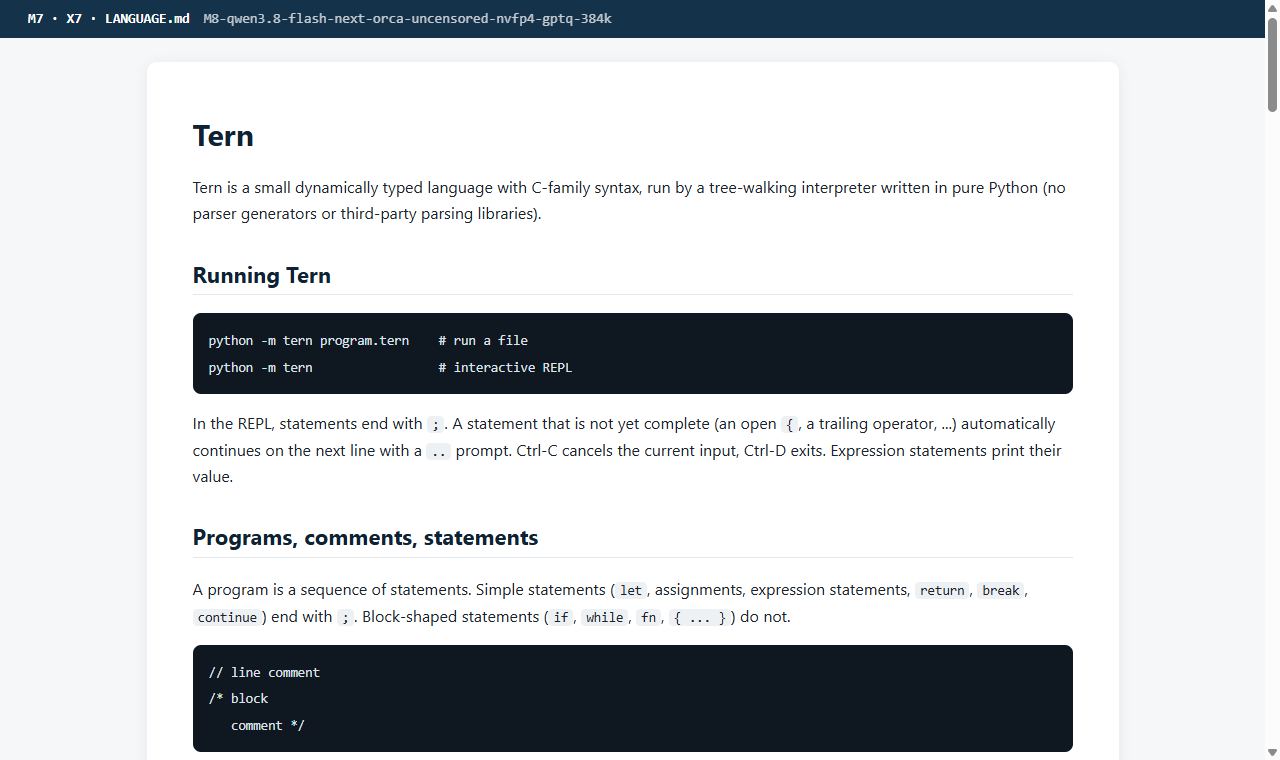 M7 · X7 · LANGUAGE.md M8-qwen3.8-flash-next-orca-uncensored-nvfp4-gptq-384k
Tern
Tern is a small dynamically typed language with C-family syntax, run by a tree-walking interpreter written in pure Python (no
parser generators or third-party parsing libraries).
Running Tern
python -m tern program.tern    # run a file
python -m tern                 # interactive REPL
In the REPL, statements end with ;. A statement that is not yet complete (an open {, a trailing operator, ...) automatically
continues on the next line with a .. prompt. Ctrl-C cancels the current input, Ctrl-D exits. Expression statements print their
value.
Programs, comments, statements
A program is a sequence of statements. Simple statements (let, assignments, expression statements, return, break,
continue) end with ;. Block-shaped statements (if, while, fn, { ... }) do not.
// line comment
/* block
   comment */